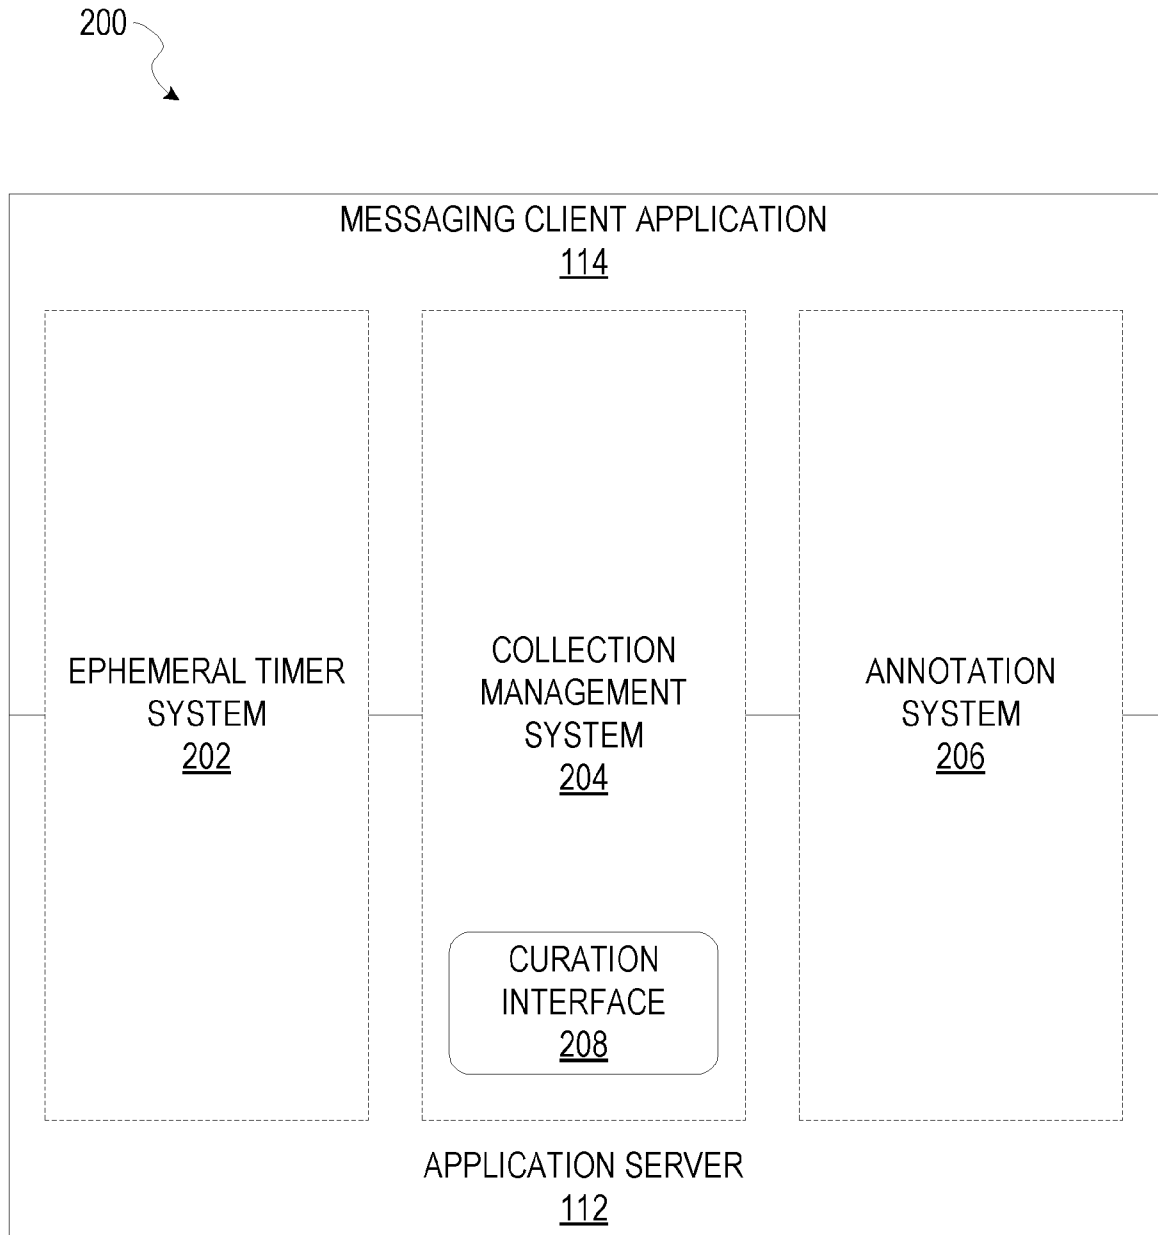 200
MESSAGING CLIENT APPLICATION
114
EPHEMERAL TIMER
SYSTEM
202
COLLECTION
MANAGEMENT
SYSTEM
204
ANNOTATION
SYSTEM
206
CURATION
INTERFACE
208
APPLICATION SERVER
112